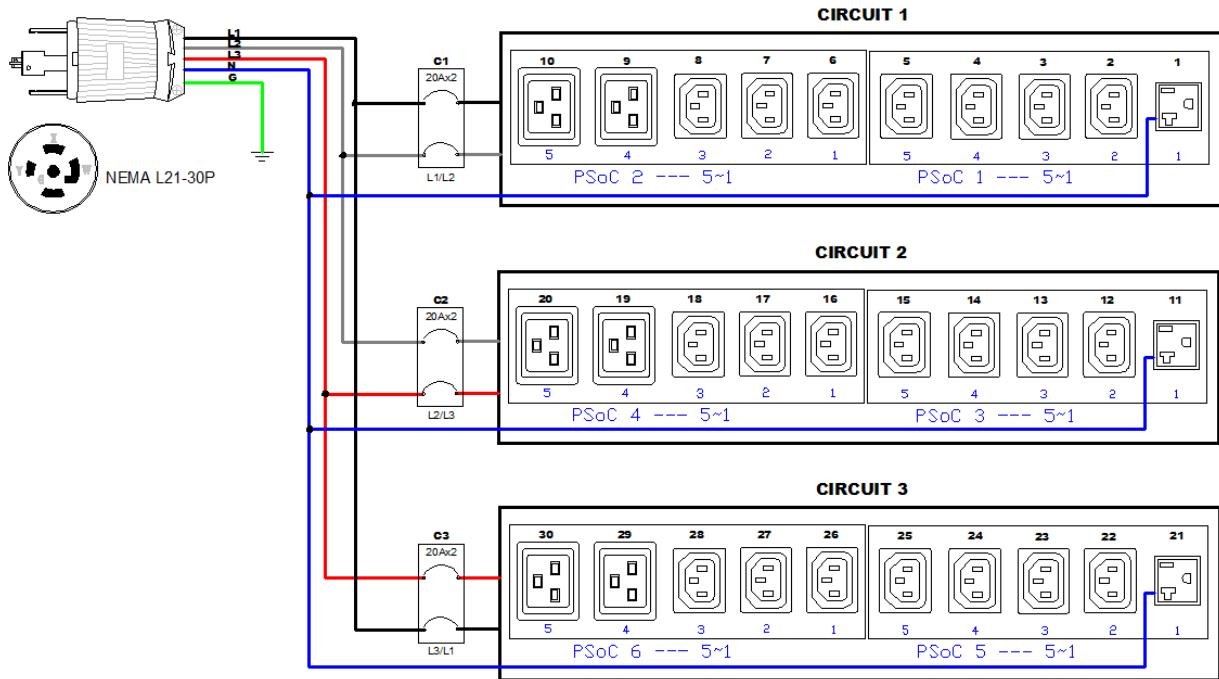 L1
L2
L3
N
G
X
Y
W
G
NEMA L21-30P
CIRCUIT 1
C1
20Ax2
L1/L2
10 9 8 7 6 5 4 3 2 1
5 4 3 2 1 5 4 3 2 1
PSoC 2 --- 5~1 PSoC 1 --- 5~1
CIRCUIT 2
C2
20Ax2
L2/L3
20 19 18 17 16 15 14 13 12 11
5 4 3 2 1 5 4 3 2 1
PSoC 4 --- 5~1 PSoC 3 --- 5~1
CIRCUIT 3
C3
20Ax2
L3/L1
30 29 28 27 26 25 24 23 22 21
5 4 3 2 1 5 4 3 2 1
PSoC 6 --- 5~1 PSoC 5 --- 5~1